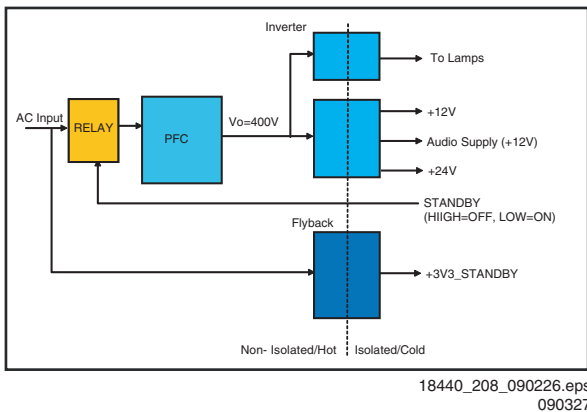 Inverter
To Lamps
+12V
AC Input
RELAY
Vo=400V
PFC
Audio Supply (+12V)
+24V
STANDBY
(HIIGH=OFF, LOW=ON)
Flyback
+3V3_STANDBY
Non- Isolated/Hot
Isolated/Cold
18440_208_090226.eps
090327